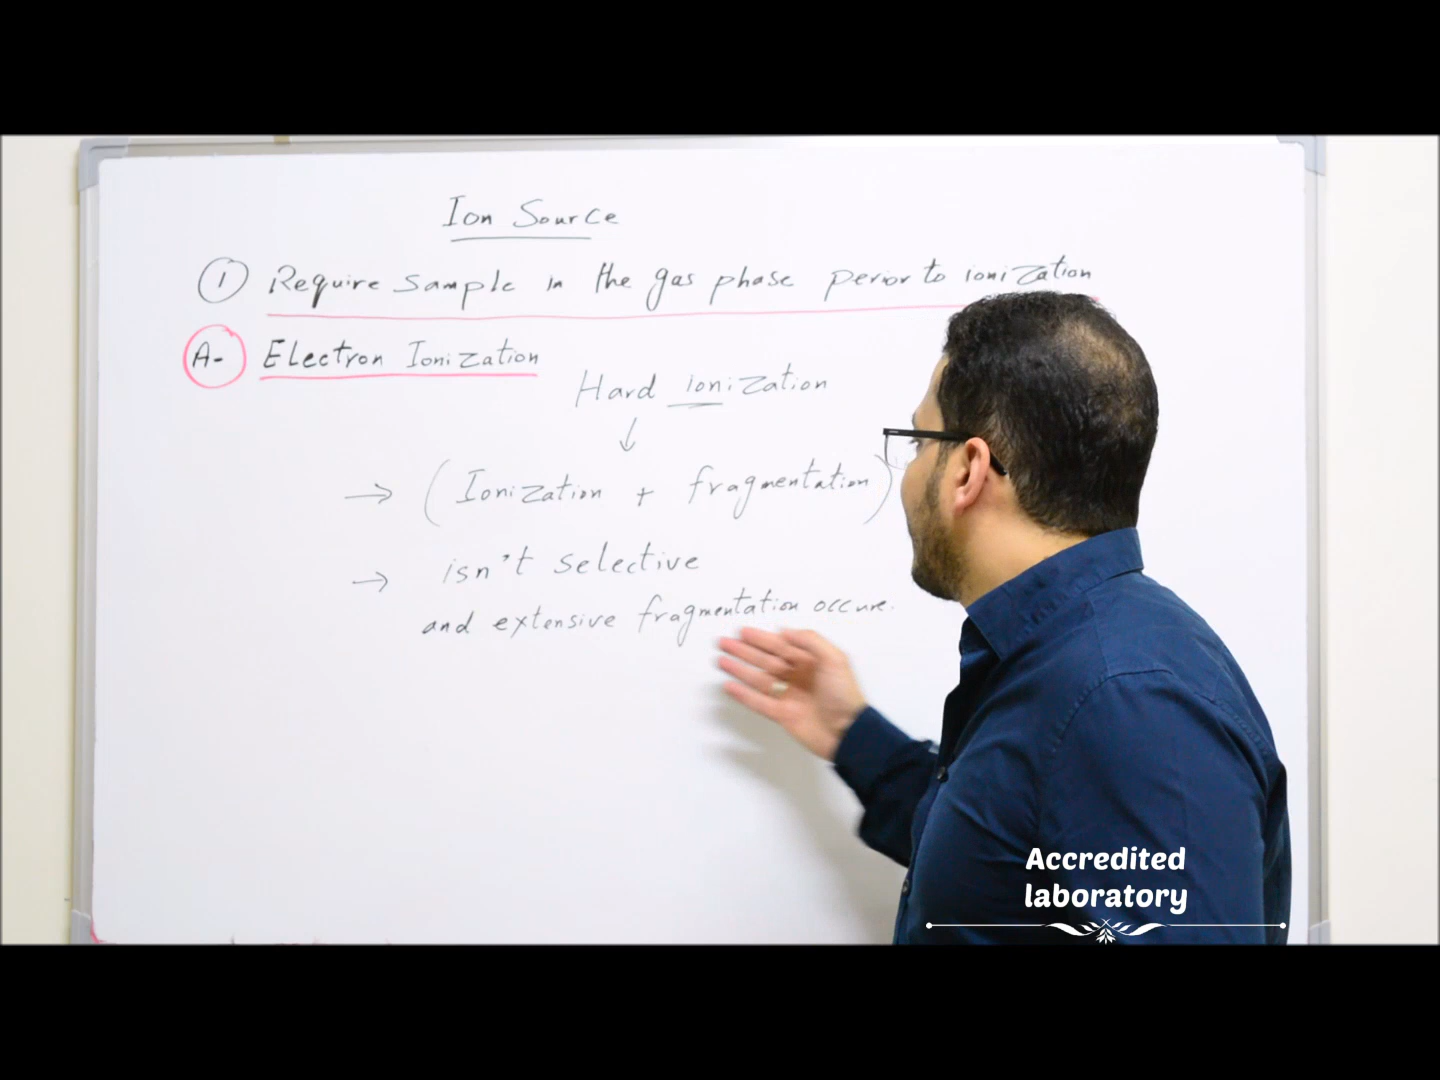 Ion Source
① Require sample in the gas phase perior to ionization
A- Electron Ionization
Hard ionization
↓
→ (Ionization + fragmentation)
→ isn't selective
and extensive fragmentation occure.
Accredited
laboratory